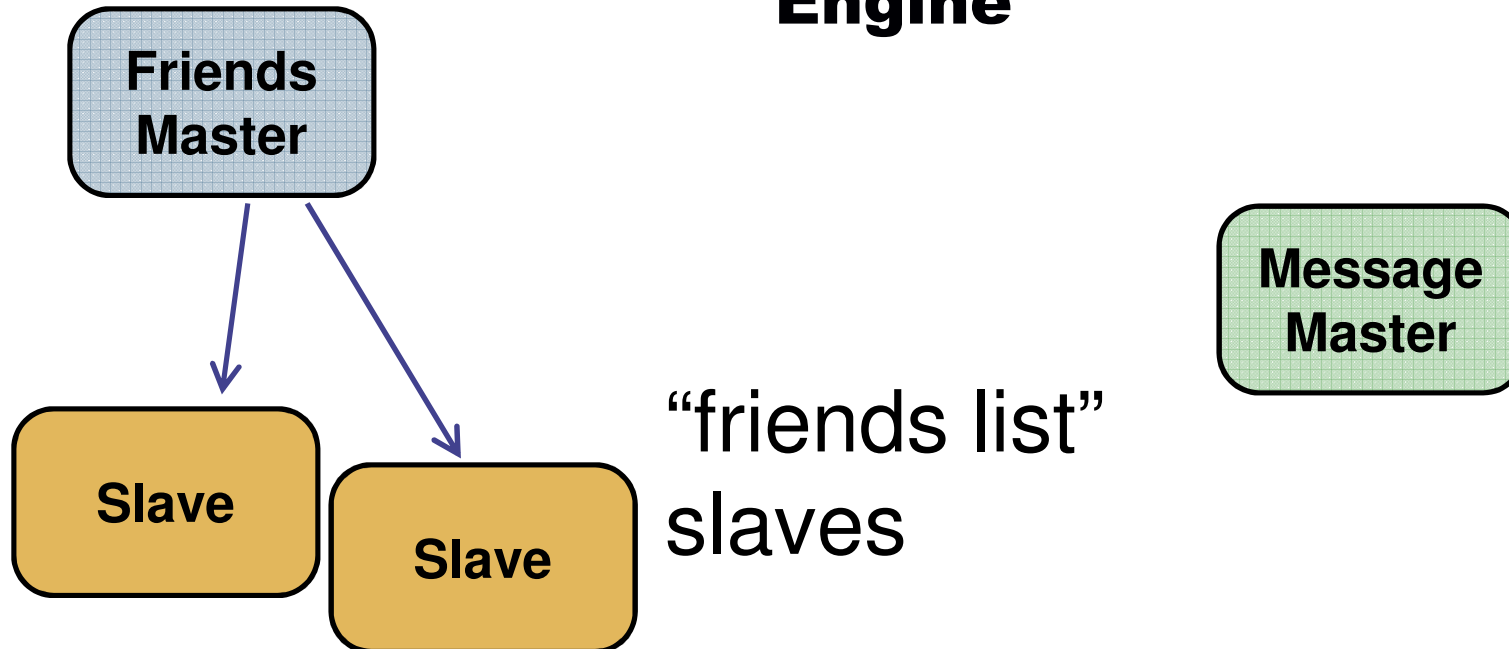 Engine
Friends
Master
Message
Master
“friends list”
slaves
Slave
Slave